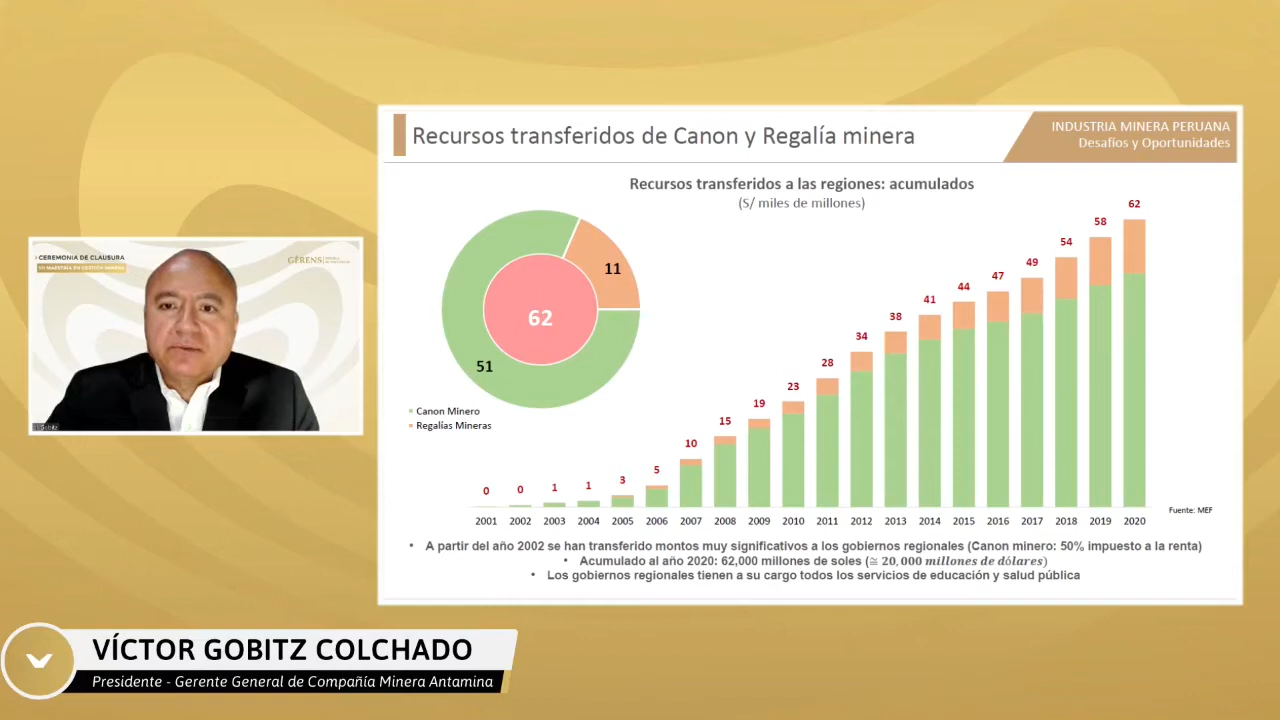 Recursos transferidos de Canon y Regalía minera
INDUSTRIA MINERA PERUANA
Desafíos y Oportunidades
Recursos transferidos a las regiones: acumulados
(S/ miles de millones)
11
62
51
Canon Minero
Regalías Mineras
0 0 1 1 3 5 10 15 19 23 28 34 38 41 44 47 49 54 58 62
2001 2002 2003 2004 2005 2006 2007 2008 2009 2010 2011 2012 2013 2014 2015 2016 2017 2018 2019 2020
Fuente: MEF
• A partir del año 2002 se han transferido montos muy significativos a los gobiernos regionales (Canon minero: 50% impuesto a la renta)
• Acumulado al año 2020: 62,000 millones de soles (≅ 20,000 millones de dólares)
• Los gobiernos regionales tienen a su cargo todos los servicios de educación y salud pública
CEREMONIA DE CLAUSURA
MAESTRÍA EN GESTIÓN MINERA
GĒRENS
Gobitz
VÍCTOR GOBITZ COLCHADO
Presidente - Gerente General de Compañía Minera Antamina